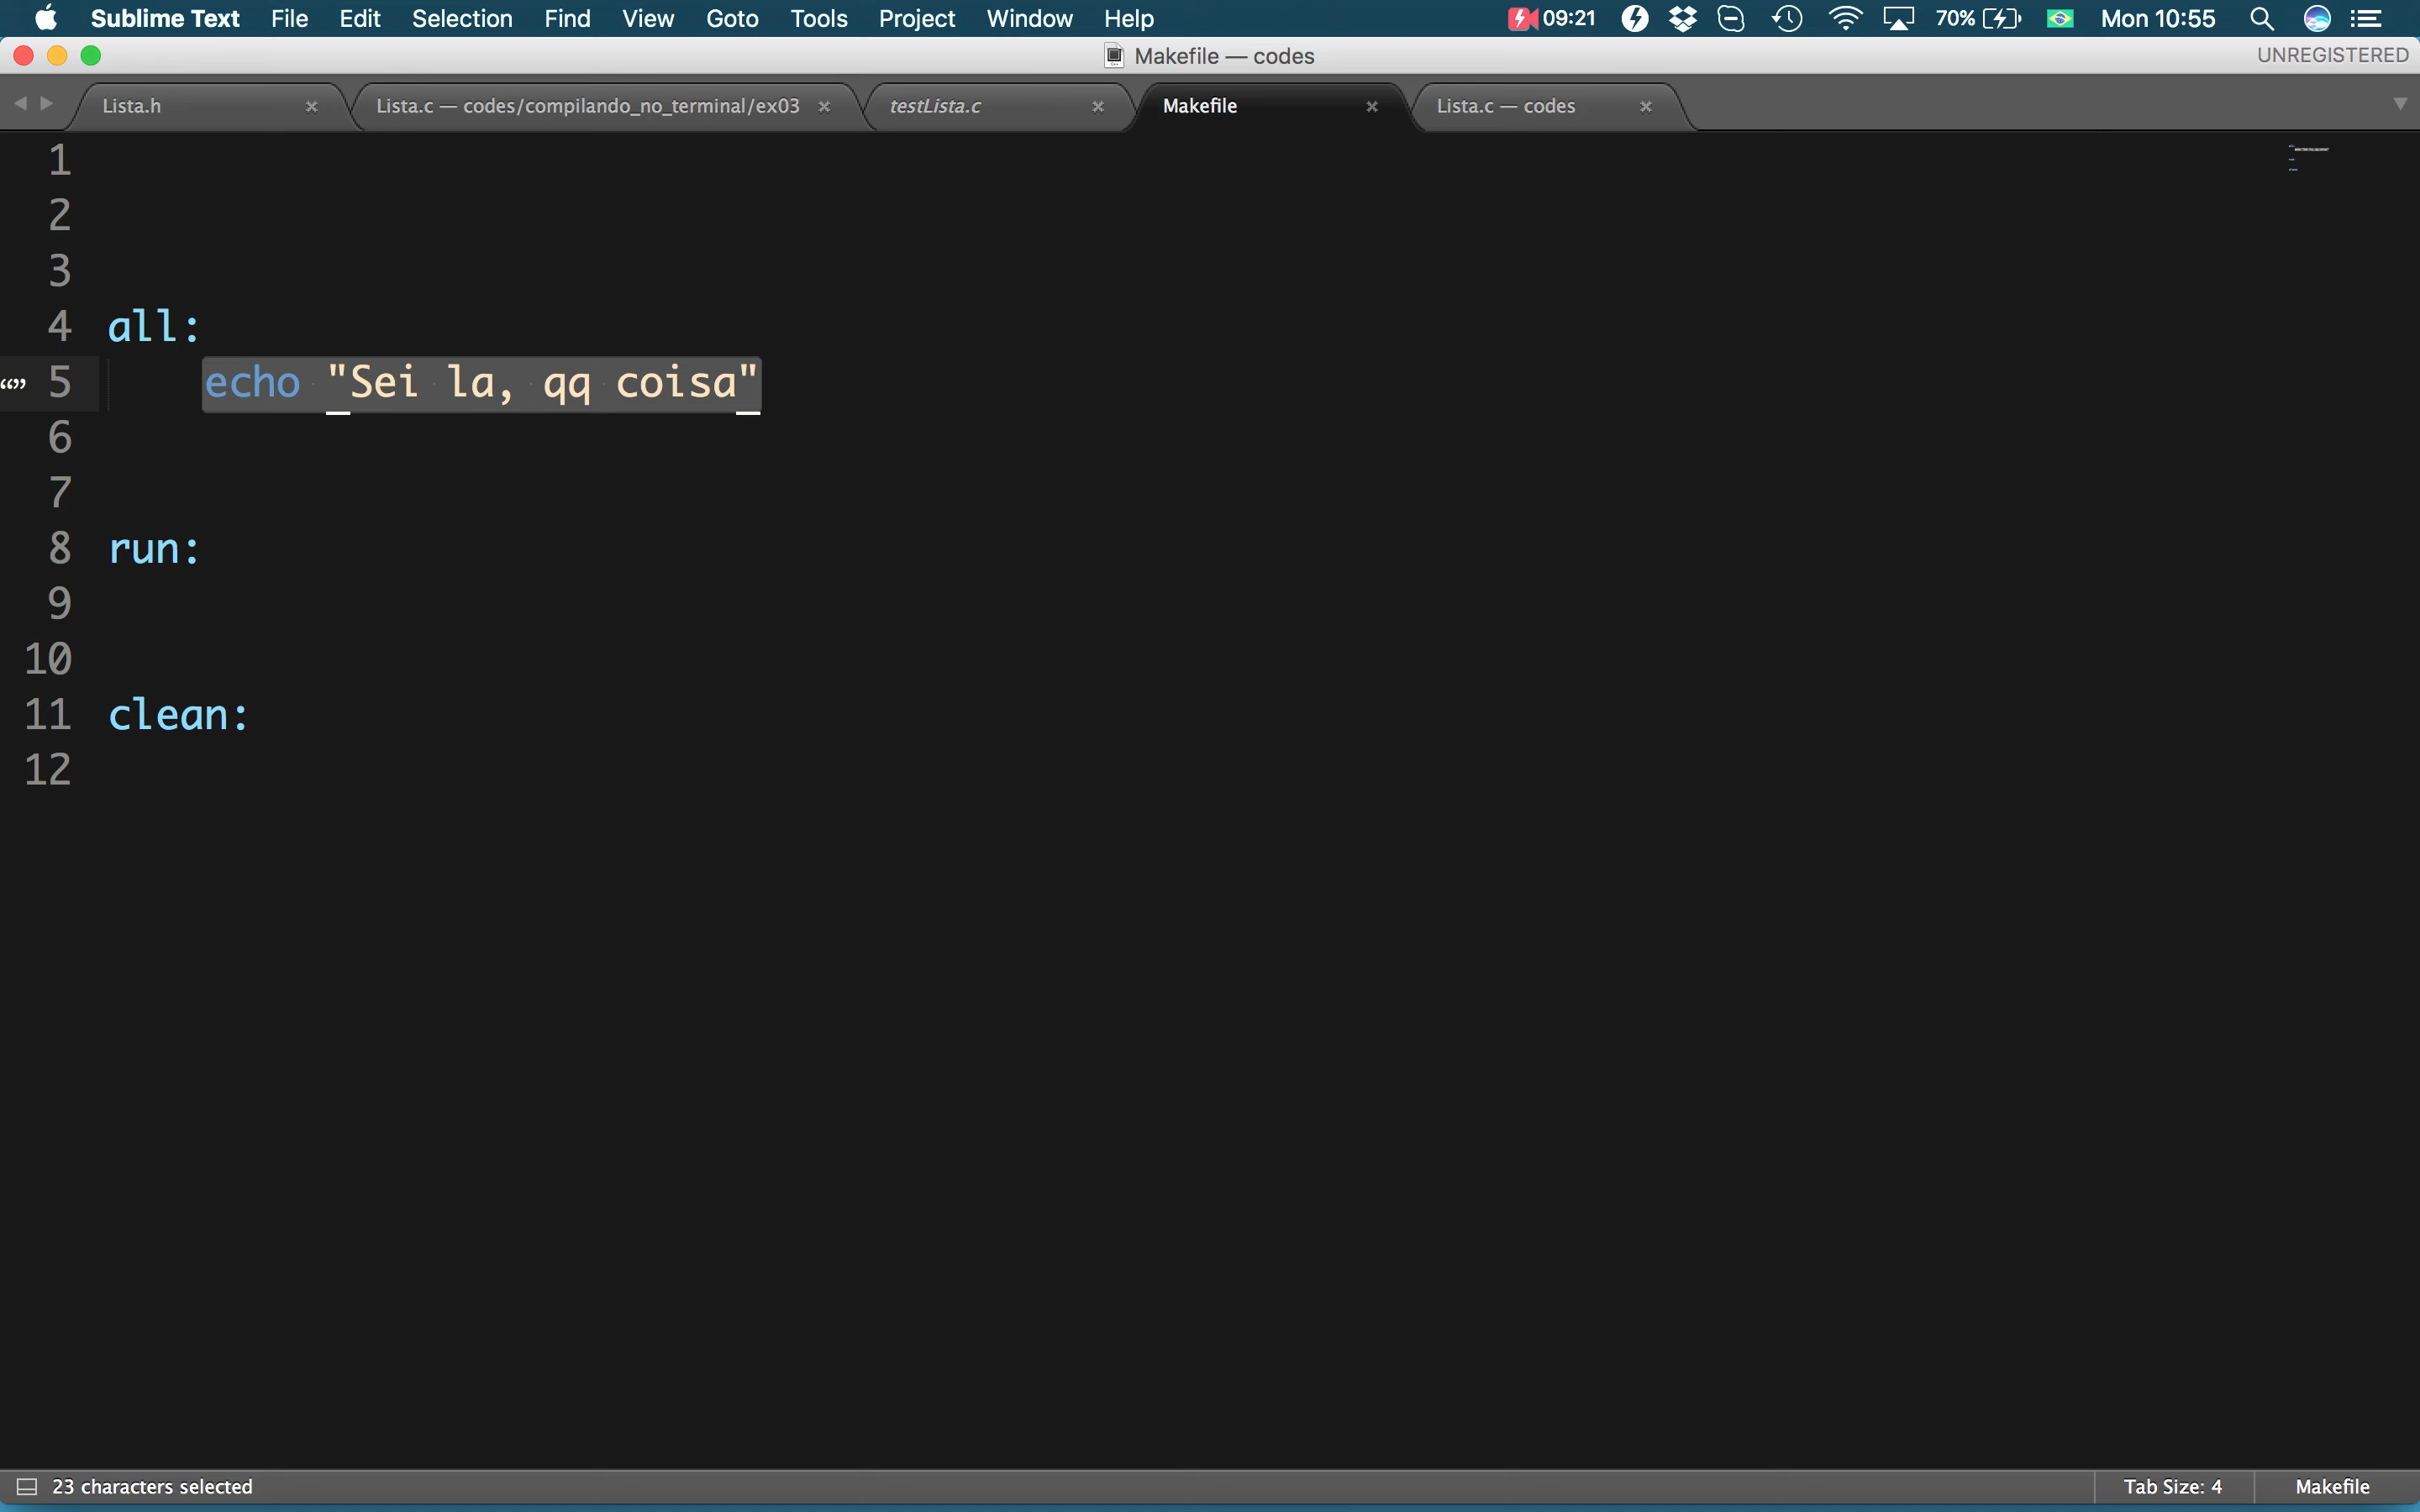 Sublime Text File Edit Selection Find View Goto Tools Project Window Help 09:21 70% Mon 10:55
Makefile — codes UNREGISTERED
Lista.h Lista.c — codes/compilando_no_terminal/ex03 testLista.c Makefile Lista.c — codes
1
2
3
4 all:
5 echo "Sei la, qq coisa"
6
7
8 run:
9
10
11 clean:
12
23 characters selected Tab Size: 4 Makefile